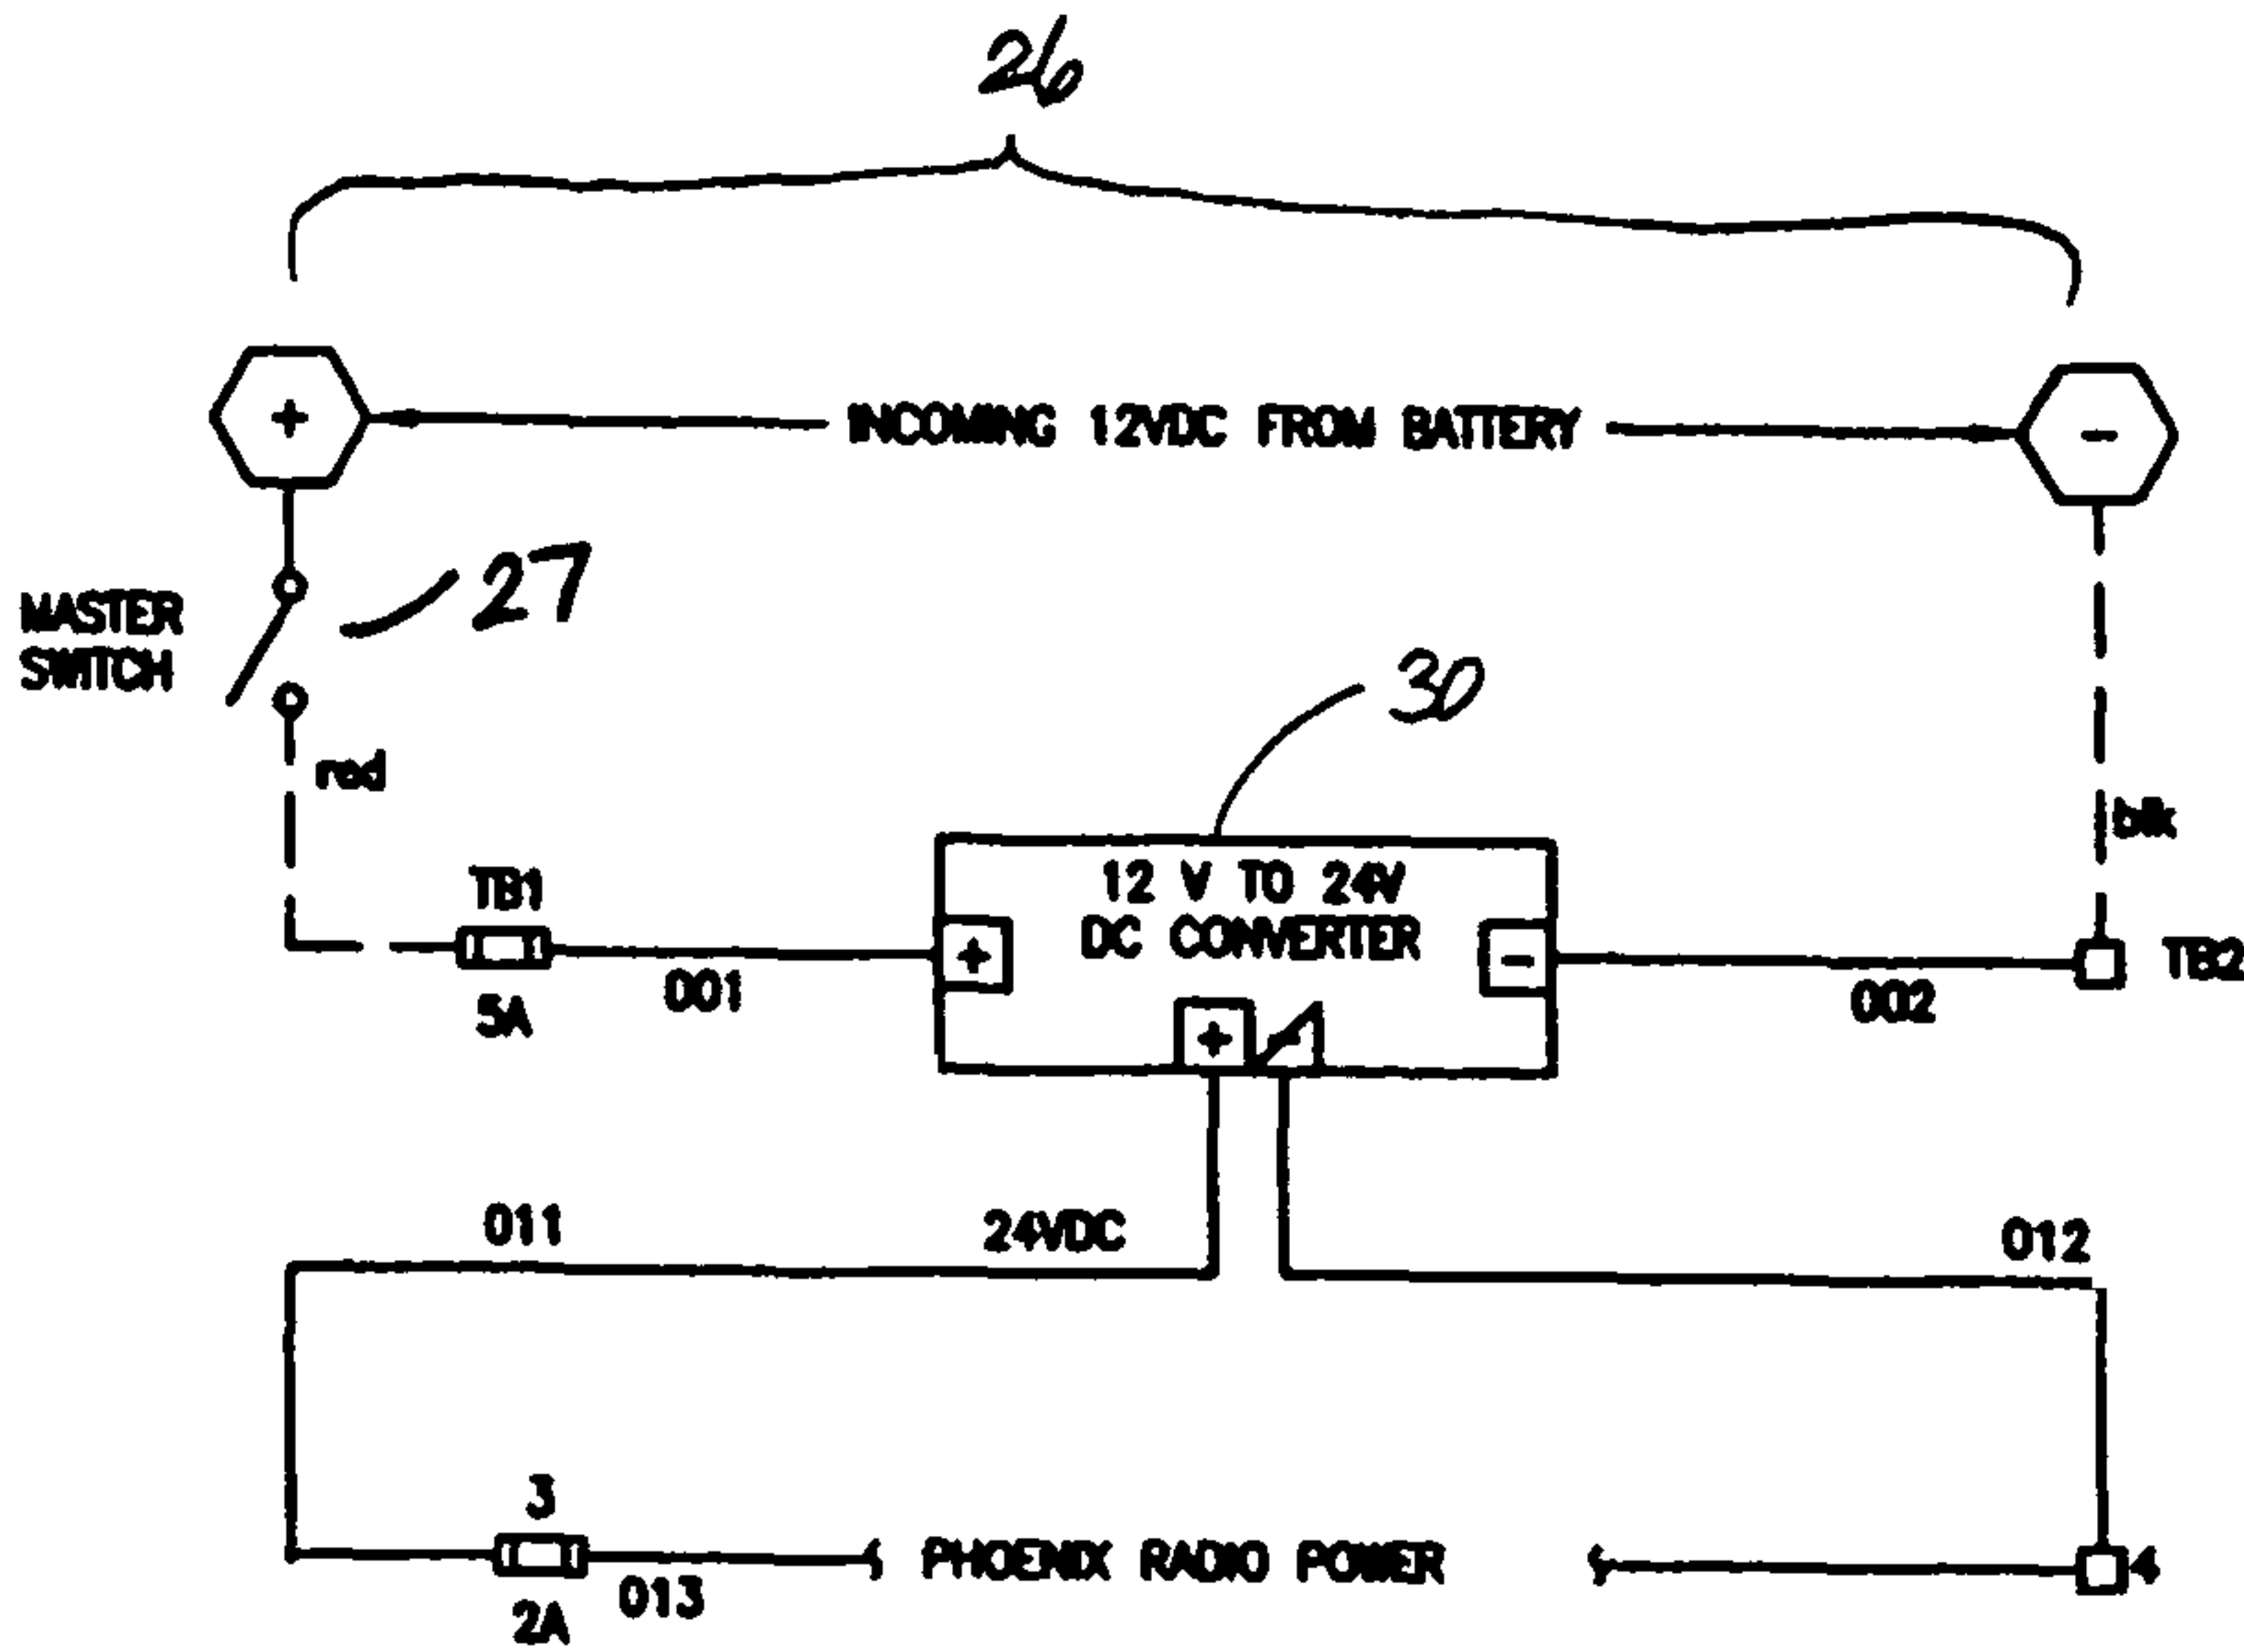 26
+
INCOMING 12VDC FROM BATTERY
-
MASTER
SWITCH
27
30
red
blk
TB1
12 V TO 24V
DC CONVERTER
+
-
TB2
5A
001
002
+
-
011
24VDC
012
3
PHOENIX RADIO POWER
4
2A
013